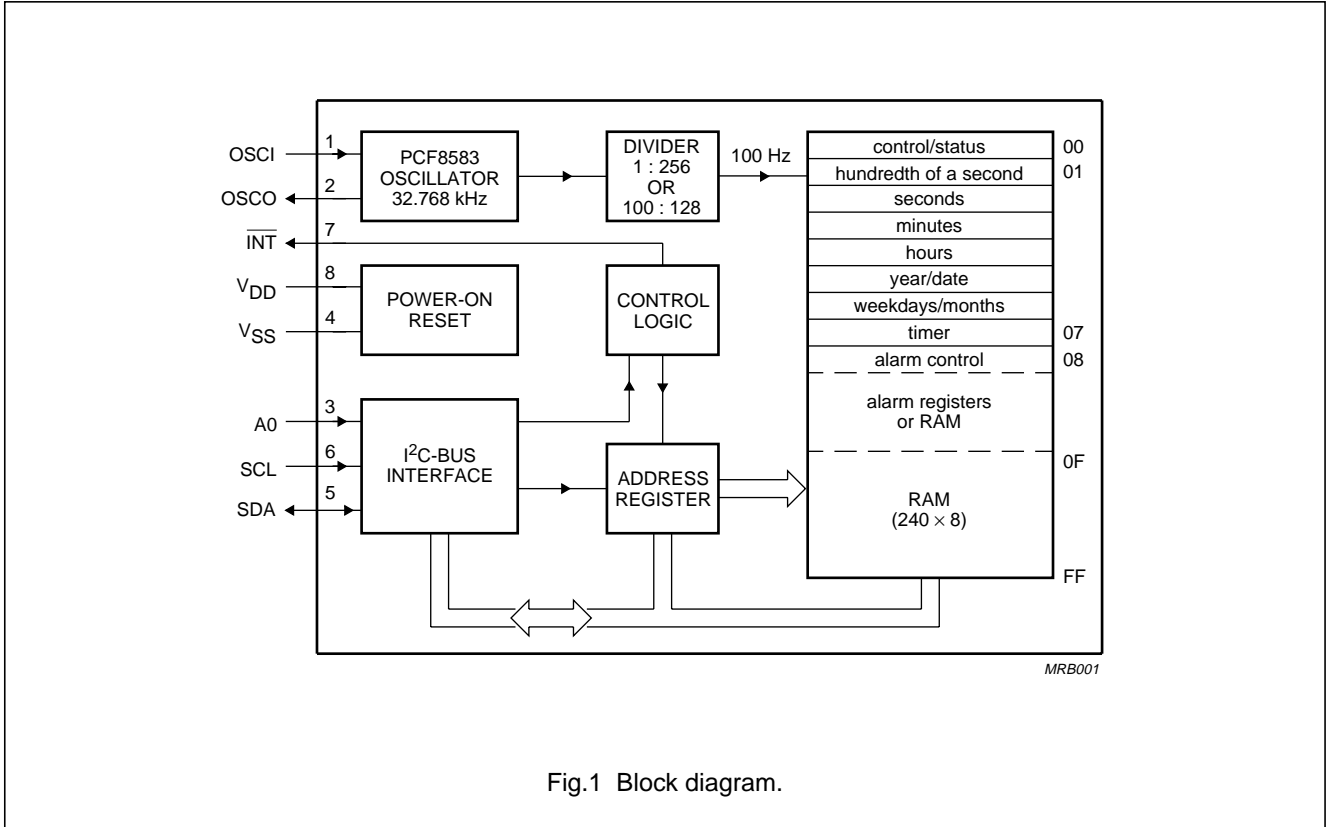 OSCI
1
OSCO
2
INT
7
VDD
8
VSS
4
A0
3
SCL
6
SDA
5
PCF8583
OSCILLATOR
32.768 kHz
DIVIDER
1 : 256
OR
100 : 128
100 Hz
POWER-ON
RESET
CONTROL
LOGIC
I2C-BUS
INTERFACE
ADDRESS
REGISTER
control/status
00
hundredth of a second
01
seconds
minutes
hours
year/date
weekdays/months
timer
07
alarm control
08
alarm registers
or RAM
0F
RAM
(240 × 8)
FF
MRB001
Fig.1 Block diagram.